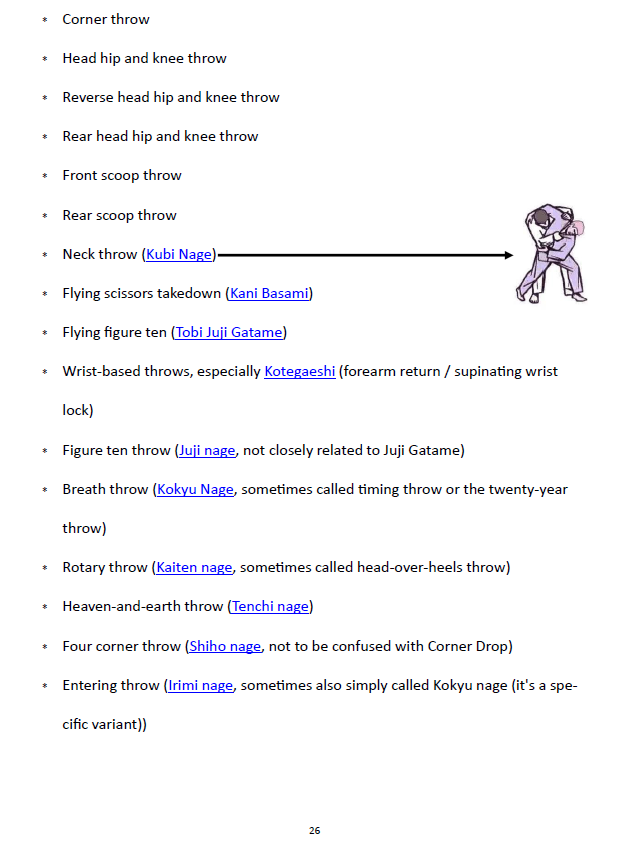 * Corner throw
* Head hip and knee throw
* Reverse head hip and knee throw
* Rear head hip and knee throw
* Front scoop throw
* Rear scoop throw
* Neck throw (Kubi Nage)
* Flying scissors takedown (Kani Basami)
* Flying figure ten (Tobi Juji Gatame)
* Wrist-based throws, especially Kotegaeshi (forearm return / supinating wrist
lock)
* Figure ten throw (Juji nage, not closely related to Juji Gatame)
* Breath throw (Kokyu Nage, sometimes called timing throw or the twenty-year
throw)
* Rotary throw (Kaiten nage, sometimes called head-over-heels throw)
* Heaven-and-earth throw (Tenchi nage)
* Four corner throw (Shiho nage, not to be confused with Corner Drop)
* Entering throw (Irimi nage, sometimes also simply called Kokyu nage (it's a spe-
cific variant))
26